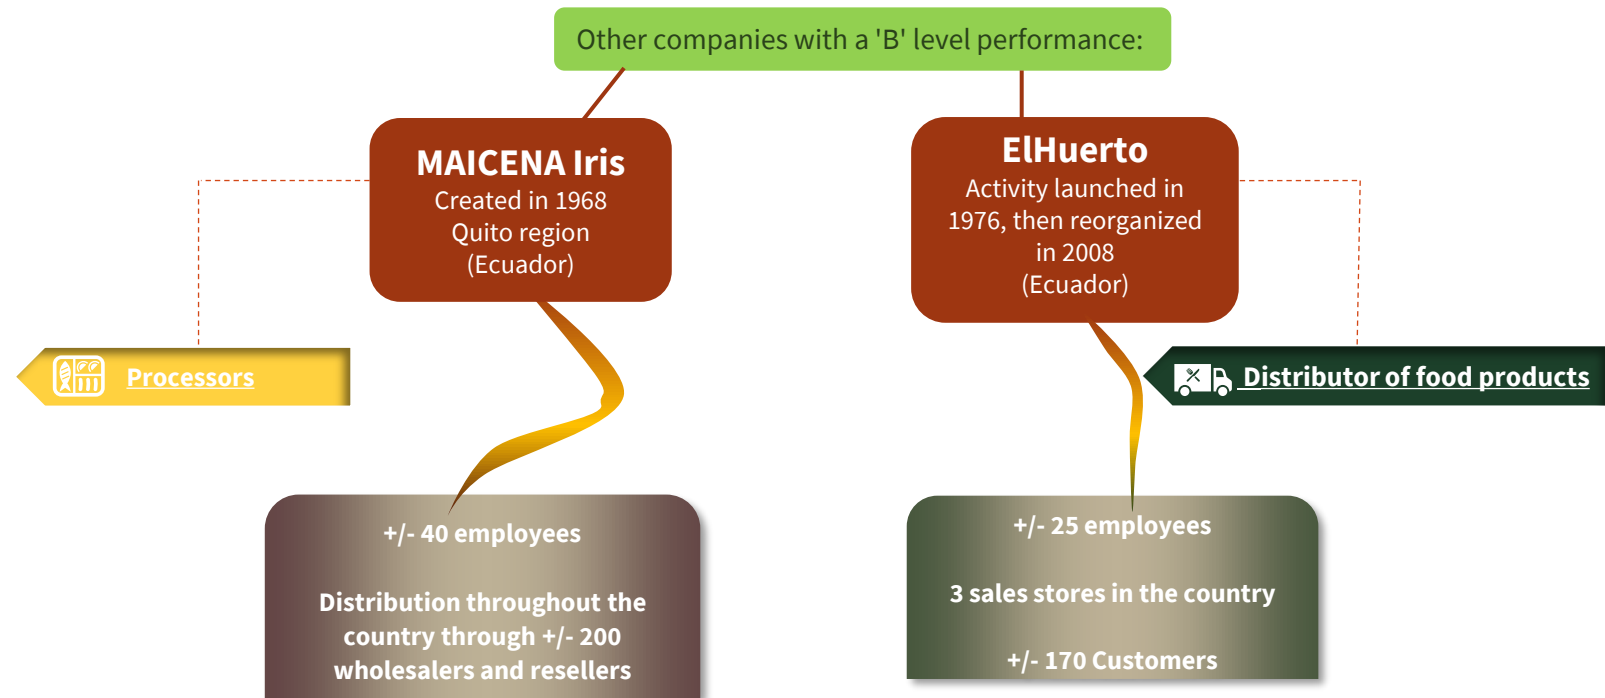 Other companies with a 'B' level performance:
MAICENA Iris
Created in 1968
Quito region
(Ecuador)
ElHuerto
Activity launched in
1976, then reorganized
in 2008
(Ecuador)
Processors
Distributor of food products
+/- 40 employees
Distribution throughout the
country through +/- 200
wholesalers and resellers
+/- 25 employees
3 sales stores in the country
+/- 170 Customers